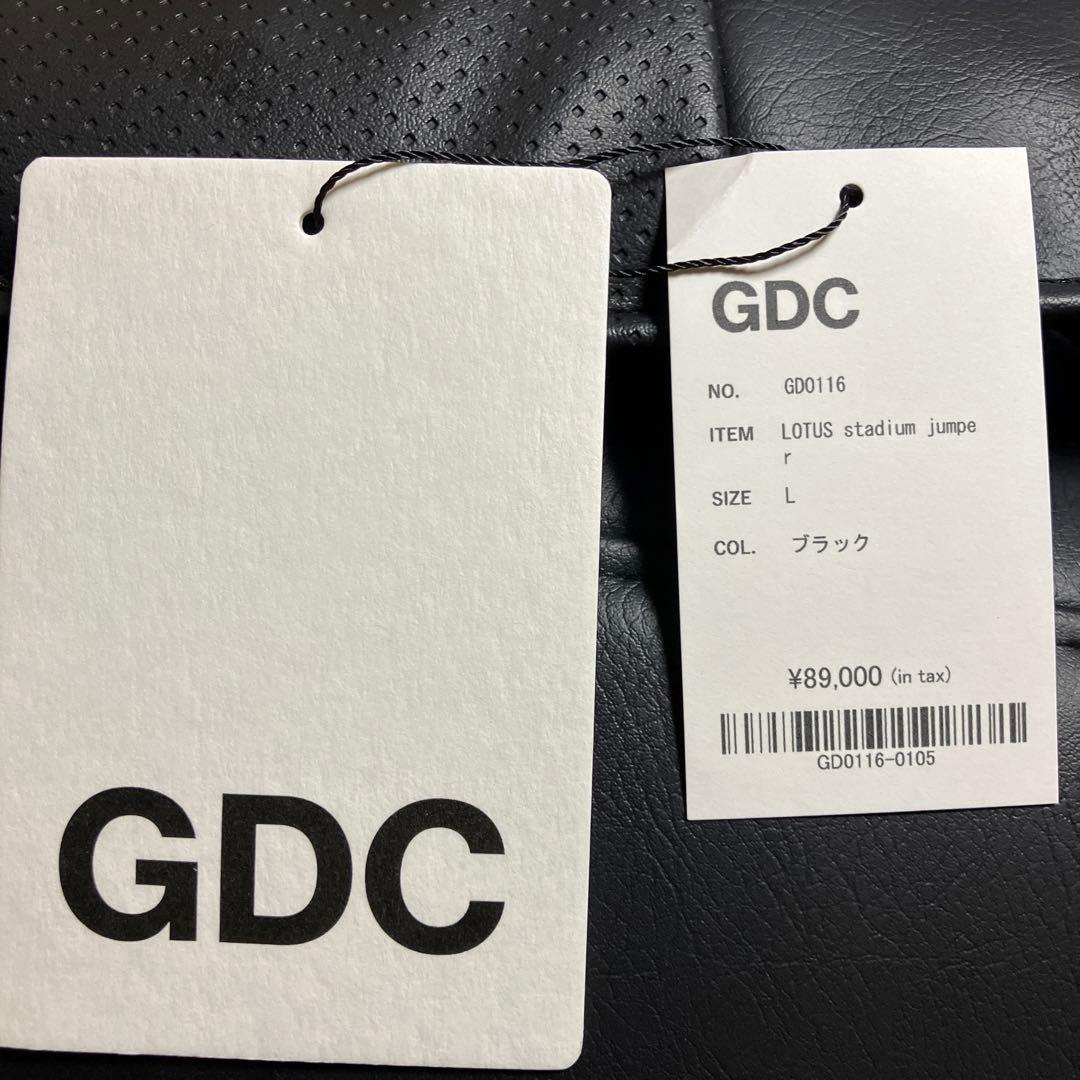 GDC
GDC
NO. GD0116
ITEM LOTUS stadium jumpe
r
SIZE L
COL. ブラック
¥89,000 (in tax)
GD0116-0105